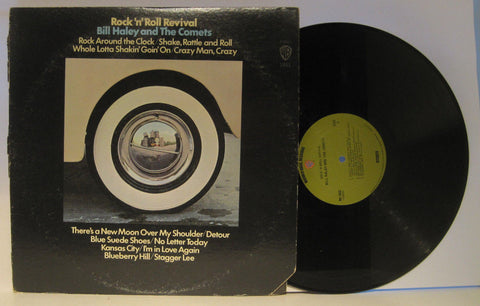 Rock 'n' Roll Revival
Bill Haley and The Comets
Rock Around the Clock/Shake, Rattle and Roll
Whole Lotta Shakin' Goin' On·Crazy Man, Crazy
There's a New Moon Over My Shoulder/Detour
Blue Suede Shoes/No Letter Today
Kansas City/I'm in Love Again
Blueberry Hill/Stagger Lee